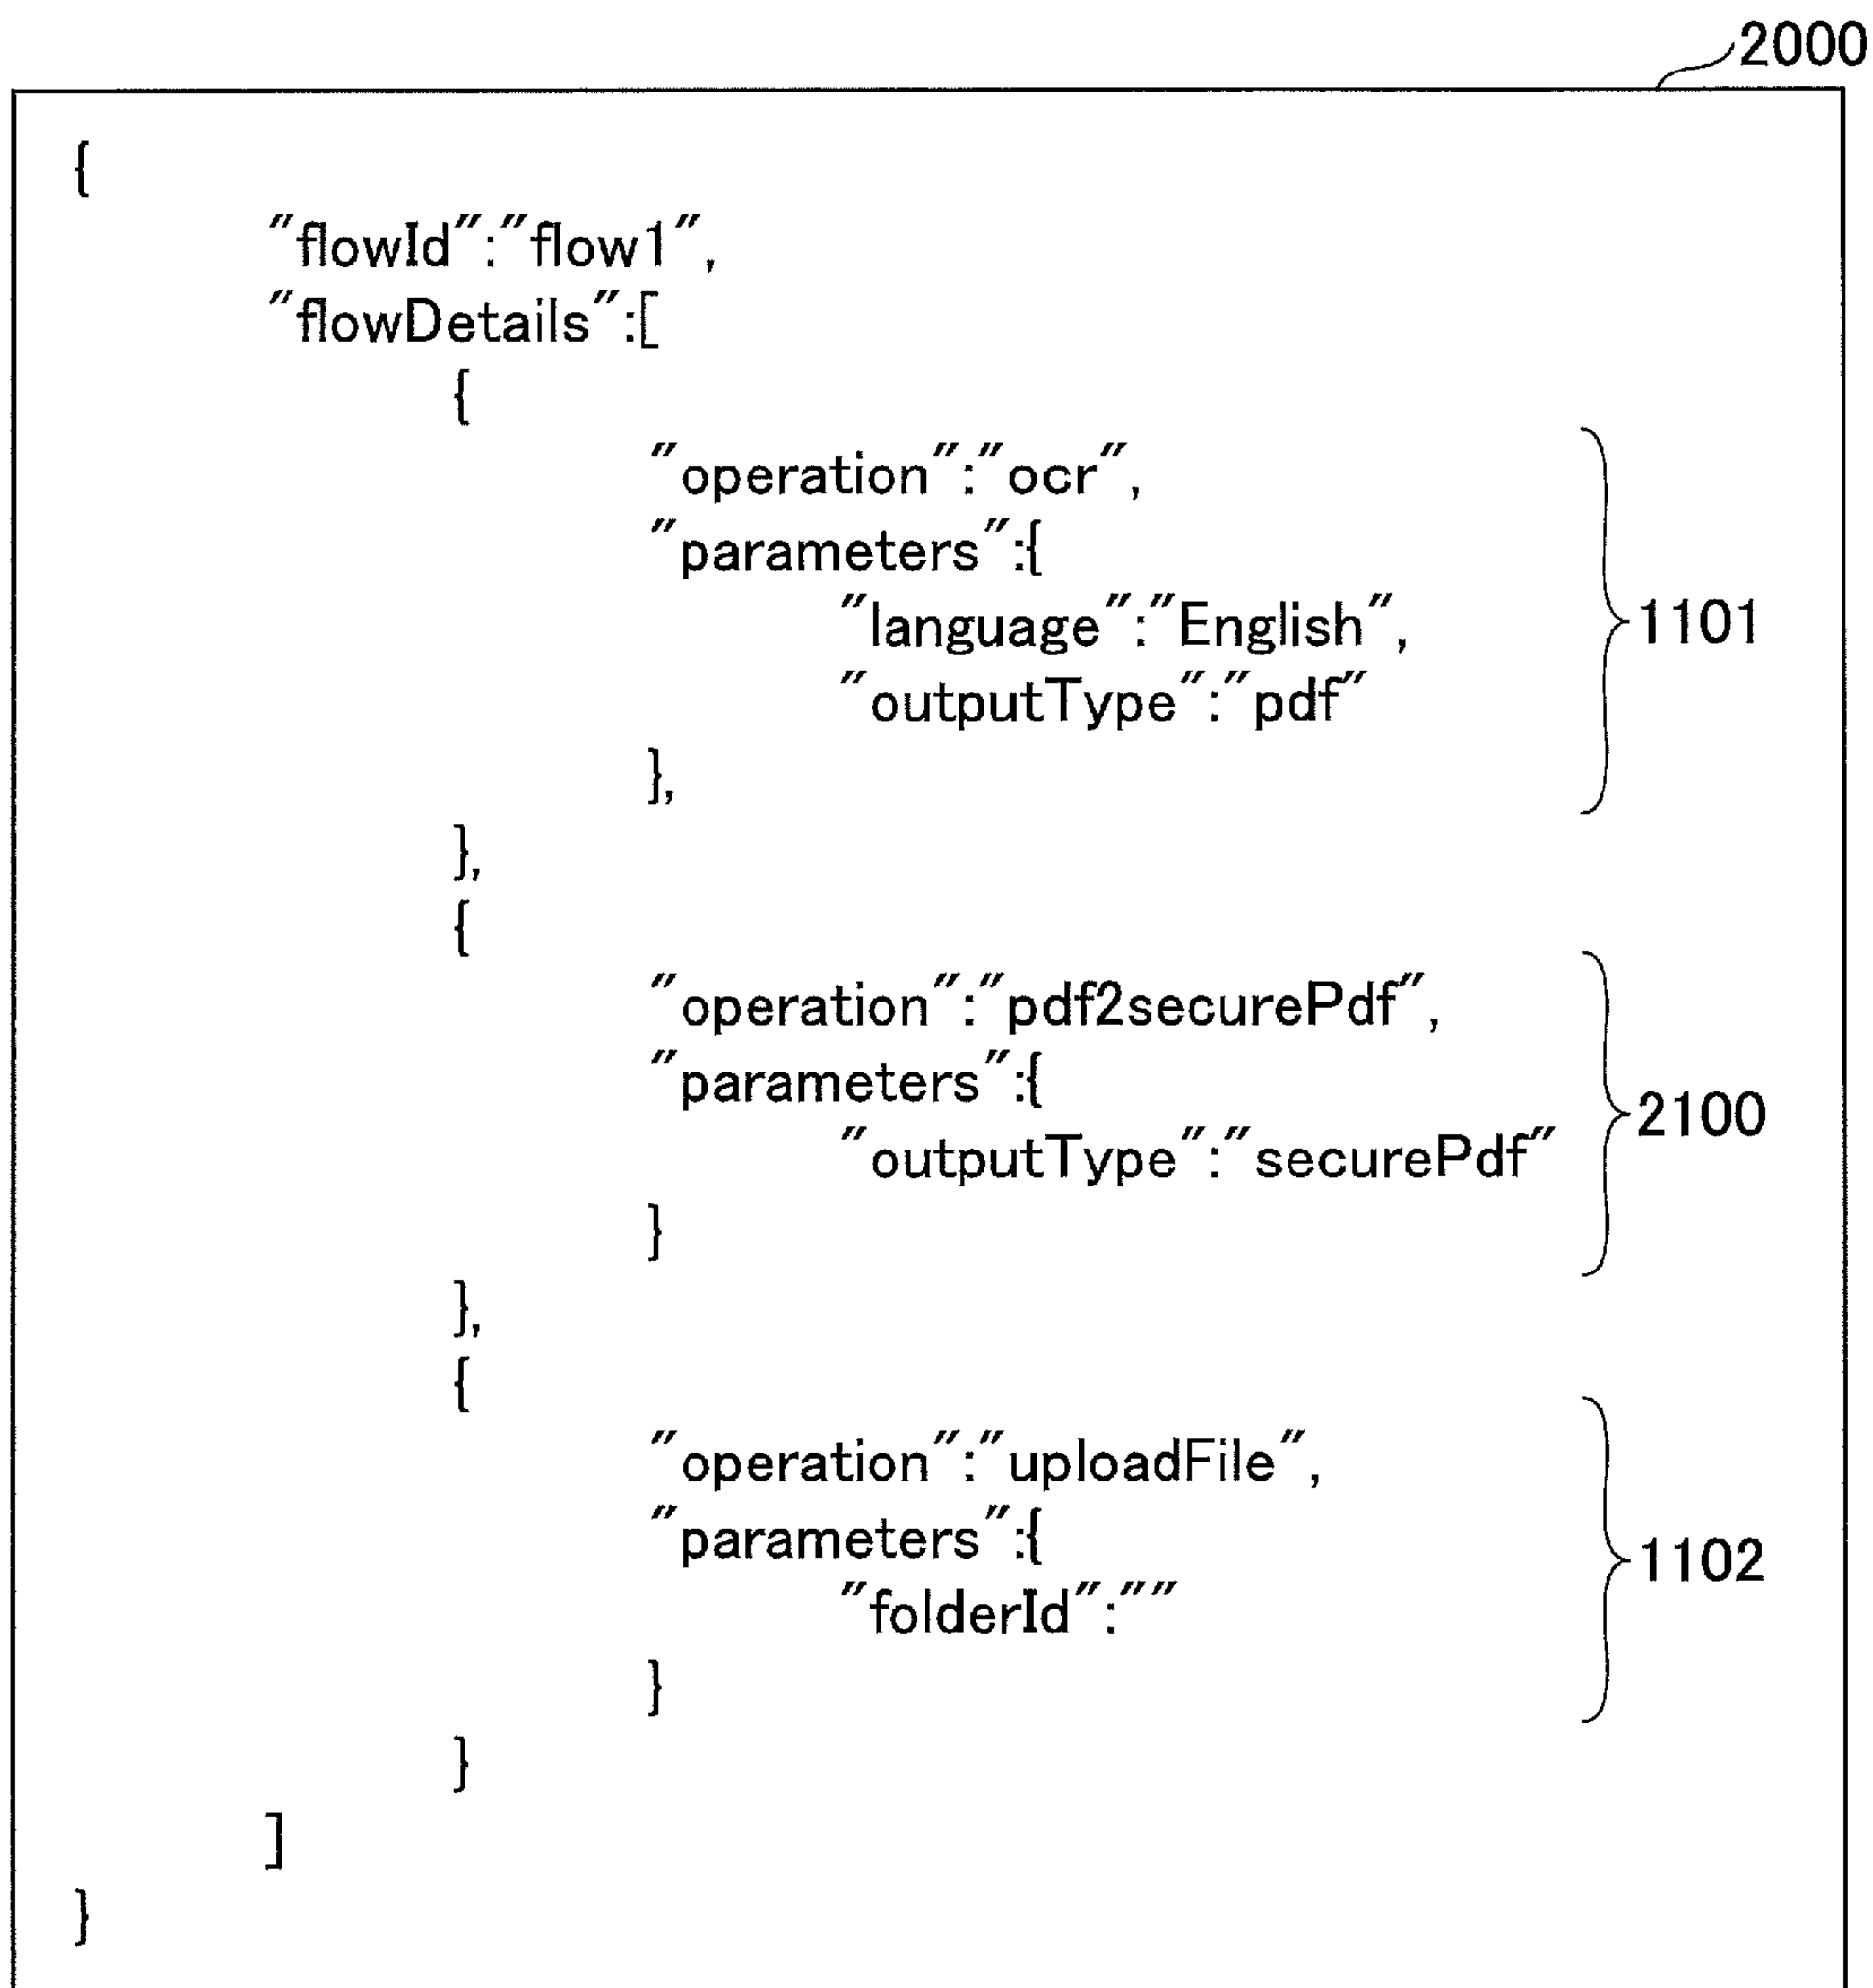 2000
{
"flowId":"flow1",
"flowDetails":[
{
"operation":"ocr",
"parameters":{
"language":"English",
"outputType":"pdf"
},
1101
},
{
"operation":"pdf2securePdf",
"parameters":{
"outputType":"securePdf"
}
2100
},
{
"operation":"uploadFile",
"parameters":{
"folderId":""
}
1102
}
]
}